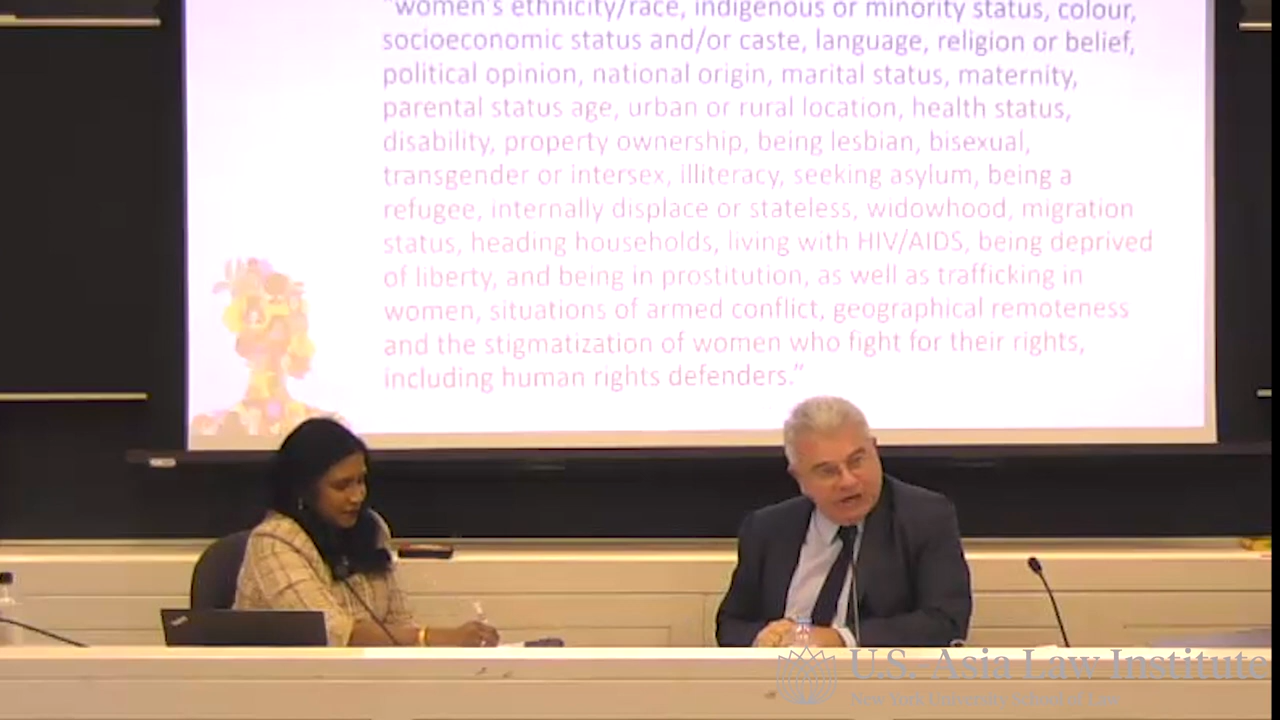 "women's ethnicity/race, indigenous or minority status, colour,
socioeconomic status and/or caste, language, religion or belief,
political opinion, national origin, marital status, maternity,
parental status age, urban or rural location, health status,
disability, property ownership, being lesbian, bisexual,
transgender or intersex, illiteracy, seeking asylum, being a
refugee, internally displace or stateless, widowhood, migration
status, heading households, living with HIV/AIDS, being deprived
of liberty, and being in prostitution, as well as trafficking in
women, situations of armed conflict, geographical remoteness
and the stigmatization of women who fight for their rights,
including human rights defenders."
U.S.-Asia Law Institute
New York University School of Law